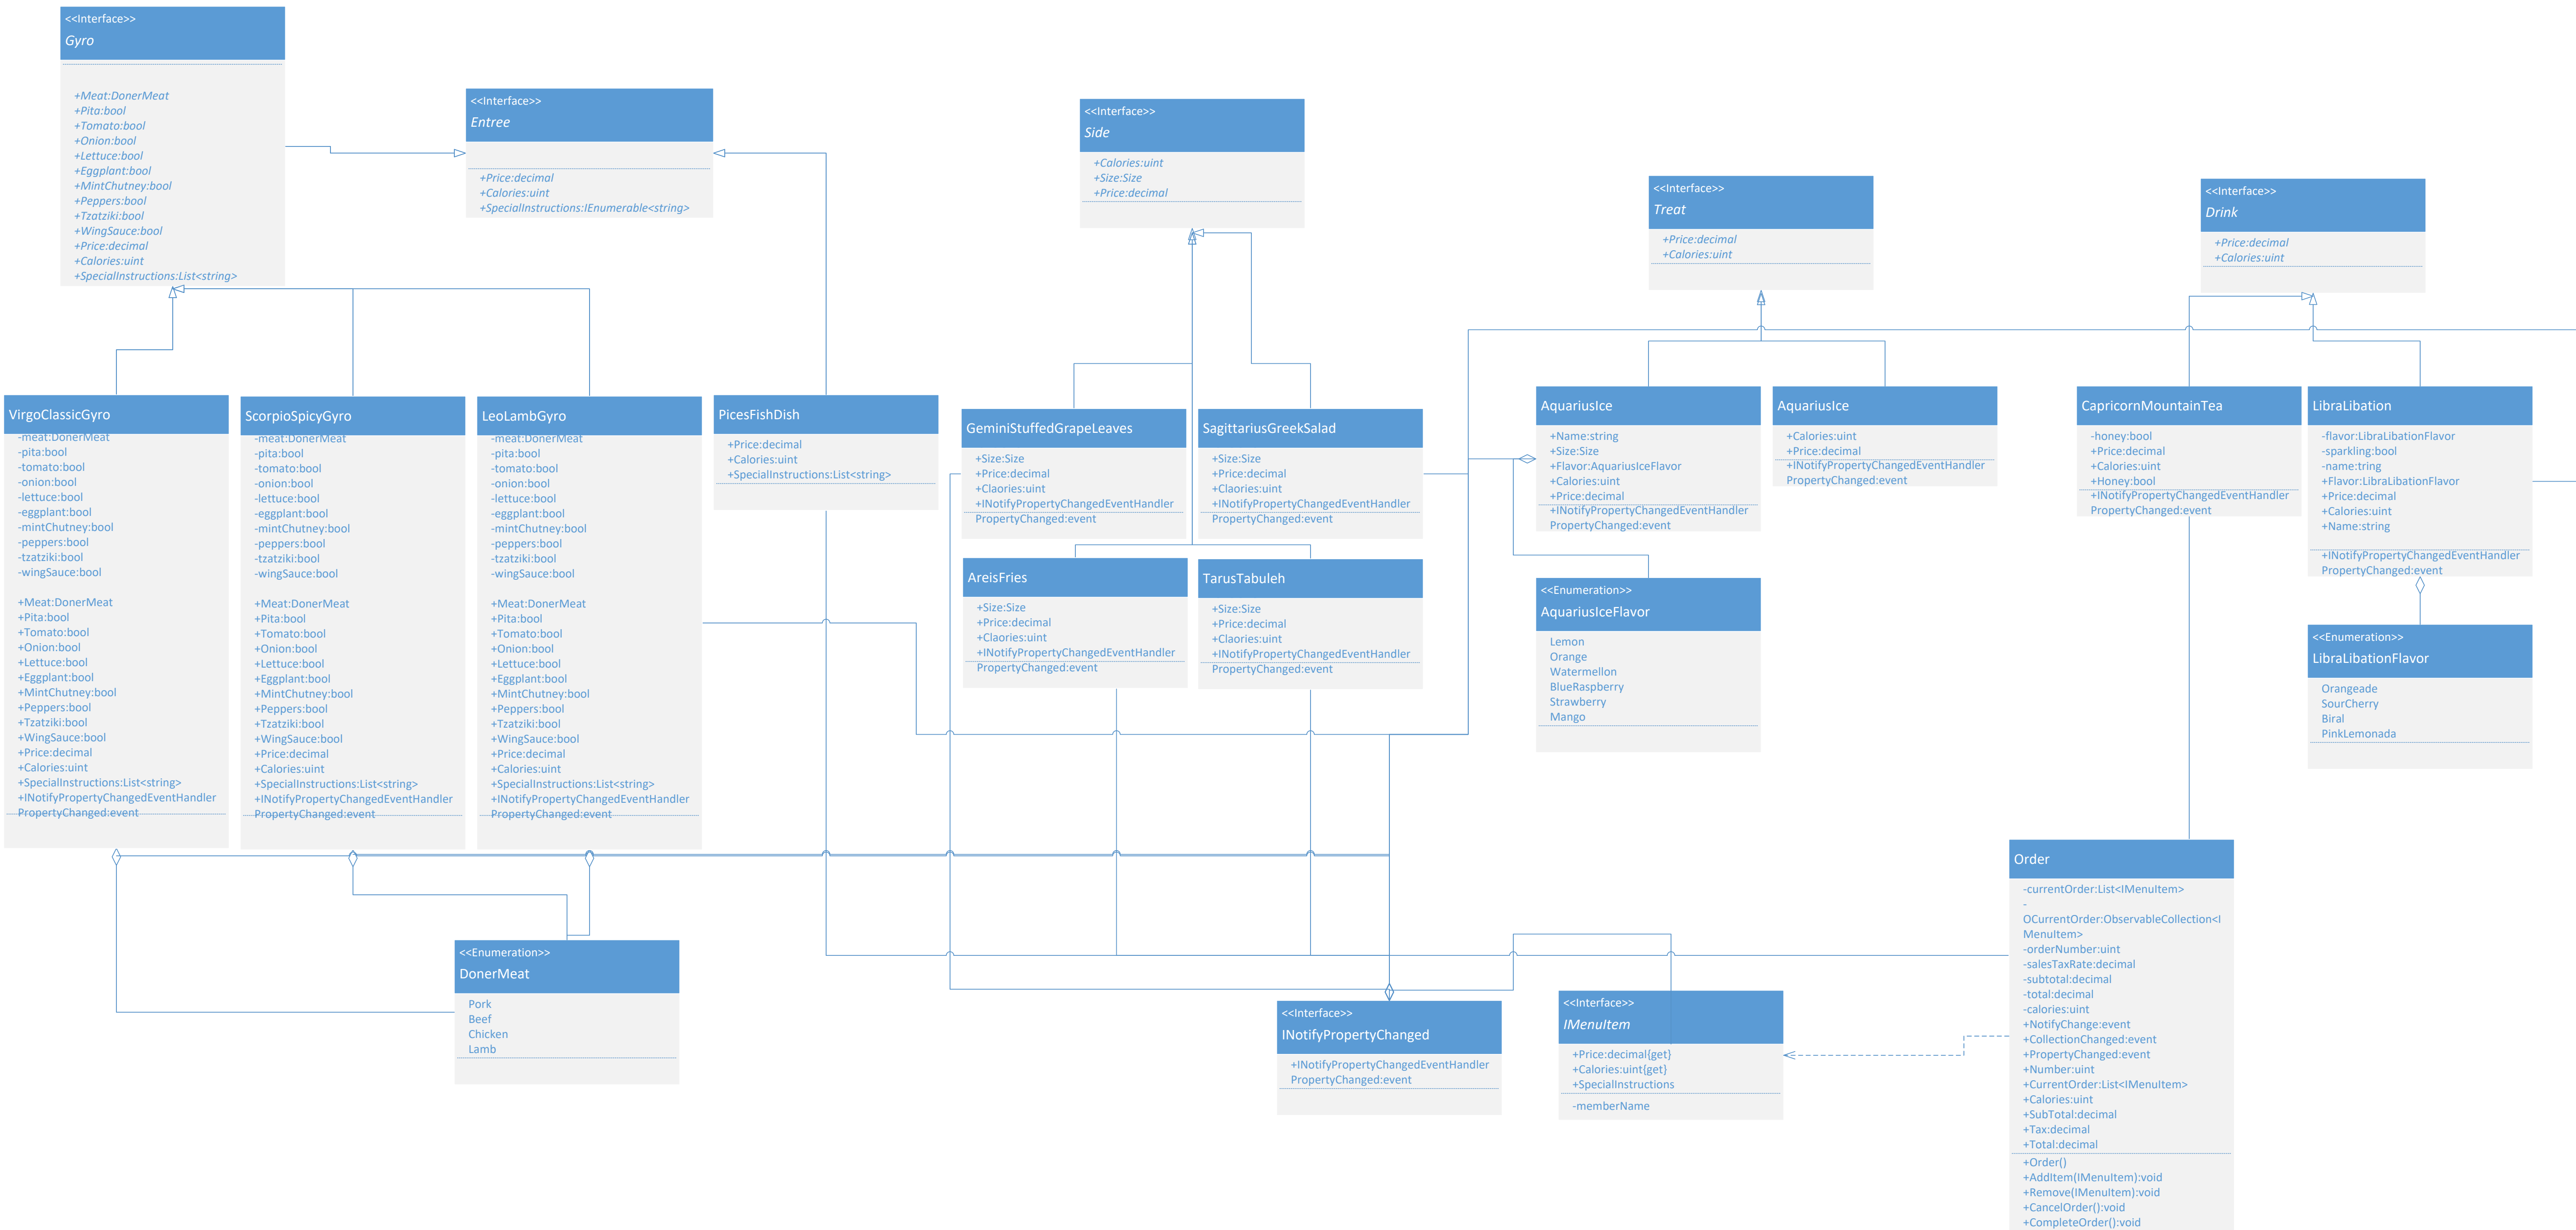 <<Interface>>
Gyro
+Meat:DonerMeat
+Pita:bool
+Tomato:bool
+Onion:bool
+Lettuce:bool
+Eggplant:bool
+MintChutney:bool
+Peppers:bool
+Tzatziki:bool
+WingSauce:bool
+Price:decimal
+Calories:uint
+SpecialInstructions:List<string>
<<Interface>>
Entree
+Price:decimal
+Calories:uint
+SpecialInstructions:IEnumerable<string>
<<Interface>>
Side
+Calories:uint
+Size:Size
+Price:decimal
<<Interface>>
Treat
+Price:decimal
+Calories:uint
<<Interface>>
Drink
+Price:decimal
+Calories:uint
VirgoClassicGyro
-meat:DonerMeat
-pita:bool
-tomato:bool
-onion:bool
-lettuce:bool
-eggplant:bool
-mintChutney:bool
-peppers:bool
-tzatziki:bool
-wingSauce:bool
+Meat:DonerMeat
+Pita:bool
+Tomato:bool
+Onion:bool
+Lettuce:bool
+Eggplant:bool
+MintChutney:bool
+Peppers:bool
+Tzatziki:bool
+WingSauce:bool
+Price:decimal
+Calories:uint
+SpecialInstructions:List<string>
+INotifyPropertyChangedEventHandler
PropertyChanged:event
ScorpioSpicyGyro
-meat:DonerMeat
-pita:bool
-tomato:bool
-onion:bool
-lettuce:bool
-eggplant:bool
-mintChutney:bool
-peppers:bool
-tzatziki:bool
-wingSauce:bool
+Meat:DonerMeat
+Pita:bool
+Tomato:bool
+Onion:bool
+Lettuce:bool
+Eggplant:bool
+MintChutney:bool
+Peppers:bool
+Tzatziki:bool
+WingSauce:bool
+Price:decimal
+Calories:uint
+SpecialInstructions:List<string>
+INotifyPropertyChangedEventHandler
PropertyChanged:event
LeoLambGyro
-meat:DonerMeat
-pita:bool
-tomato:bool
-onion:bool
-lettuce:bool
-eggplant:bool
-mintChutney:bool
-peppers:bool
-tzatziki:bool
-wingSauce:bool
+Meat:DonerMeat
+Pita:bool
+Tomato:bool
+Onion:bool
+Lettuce:bool
+Eggplant:bool
+MintChutney:bool
+Peppers:bool
+Tzatziki:bool
+WingSauce:bool
+Price:decimal
+Calories:uint
+SpecialInstructions:List<string>
+INotifyPropertyChangedEventHandler
PropertyChanged:event
PicesFishDish
+Price:decimal
+Calories:uint
+SpecialInstructions:List<string>
GeminiStuffedGrapeLeaves
+Size:Size
+Price:decimal
+Claories:uint
+INotifyPropertyChangedEventHandler
PropertyChanged:event
SagittariusGreekSalad
+Size:Size
+Price:decimal
+Claories:uint
+INotifyPropertyChangedEventHandler
PropertyChanged:event
AreisFries
+Size:Size
+Price:decimal
+Claories:uint
+INotifyPropertyChangedEventHandler
PropertyChanged:event
TarusTabuleh
+Size:Size
+Price:decimal
+Claories:uint
+INotifyPropertyChangedEventHandler
PropertyChanged:event
AquariusIce
+Name:string
+Size:Size
+Flavor:AquariusIceFlavor
+Calories:uint
+Price:decimal
+INotifyPropertyChangedEventHandler
PropertyChanged:event
AquariusIce
+Calories:uint
+Price:decimal
+INotifyPropertyChangedEventHandler
PropertyChanged:event
<<Enumeration>>
AquariusIceFlavor
Lemon
Orange
Watermellon
BlueRaspberry
Strawberry
Mango
CapricornMountainTea
-honey:bool
+Price:decimal
+Calories:uint
+Honey:bool
+INotifyPropertyChangedEventHandler
PropertyChanged:event
LibraLibation
-flavor:LibraLibationFlavor
-sparkling:bool
-name:tring
+Flavor:LibraLibationFlavor
+Price:decimal
+Calories:uint
+Name:string
+INotifyPropertyChangedEventHandler
PropertyChanged:event
<<Enumeration>>
LibraLibationFlavor
Orangeade
SourCherry
Biral
PinkLemonada
<<Enumeration>>
DonerMeat
Pork
Beef
Chicken
Lamb
<<Interface>>
INotifyPropertyChanged
+INotifyPropertyChangedEventHandler
PropertyChanged:event
<<Interface>>
IMenuItem
+Price:decimal{get}
+Calories:uint{get}
+SpecialInstructions
-memberName
Order
-currentOrder:List<IMenuItem>
-
OCurrentOrder:ObservableCollection<I
MenuItem>
-orderNumber:uint
-salesTaxRate:decimal
-subtotal:decimal
-total:decimal
-calories:uint
+NotifyChange:event
+CollectionChanged:event
+PropertyChanged:event
+Number:uint
+CurrentOrder:List<IMenuItem>
+Calories:uint
+SubTotal:decimal
+Tax:decimal
+Total:decimal
+Order()
+AddItem(IMenuItem):void
+Remove(IMenuItem):void
+CancelOrder():void
+CompleteOrder():void